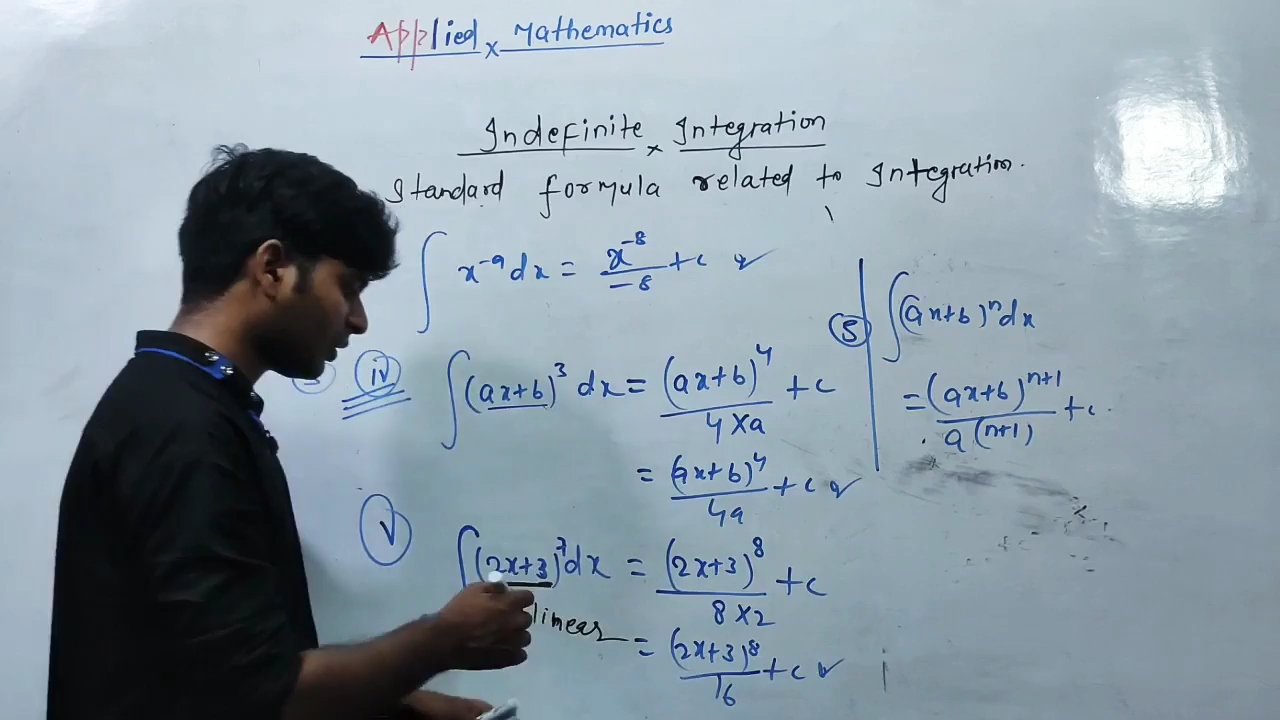 Applied × Mathematics
Indefinite × Integration
Standard formula related to Integration.
∫ x⁻⁹ dx = x⁻⁸/−8 + c
(iv) ∫ (ax+b)³ dx = (ax+b)⁴/4×a + c
= (ax+b)⁴/4a + c
(v) ∫ (2x+3)⁷ dx = (2x+3)⁸/8×2 + c
linear
= (2x+3)⁸/16 + c
(5) ∫ (ax+b)ⁿ dx
= (ax+b)ⁿ⁺¹/a(n+1) + c.